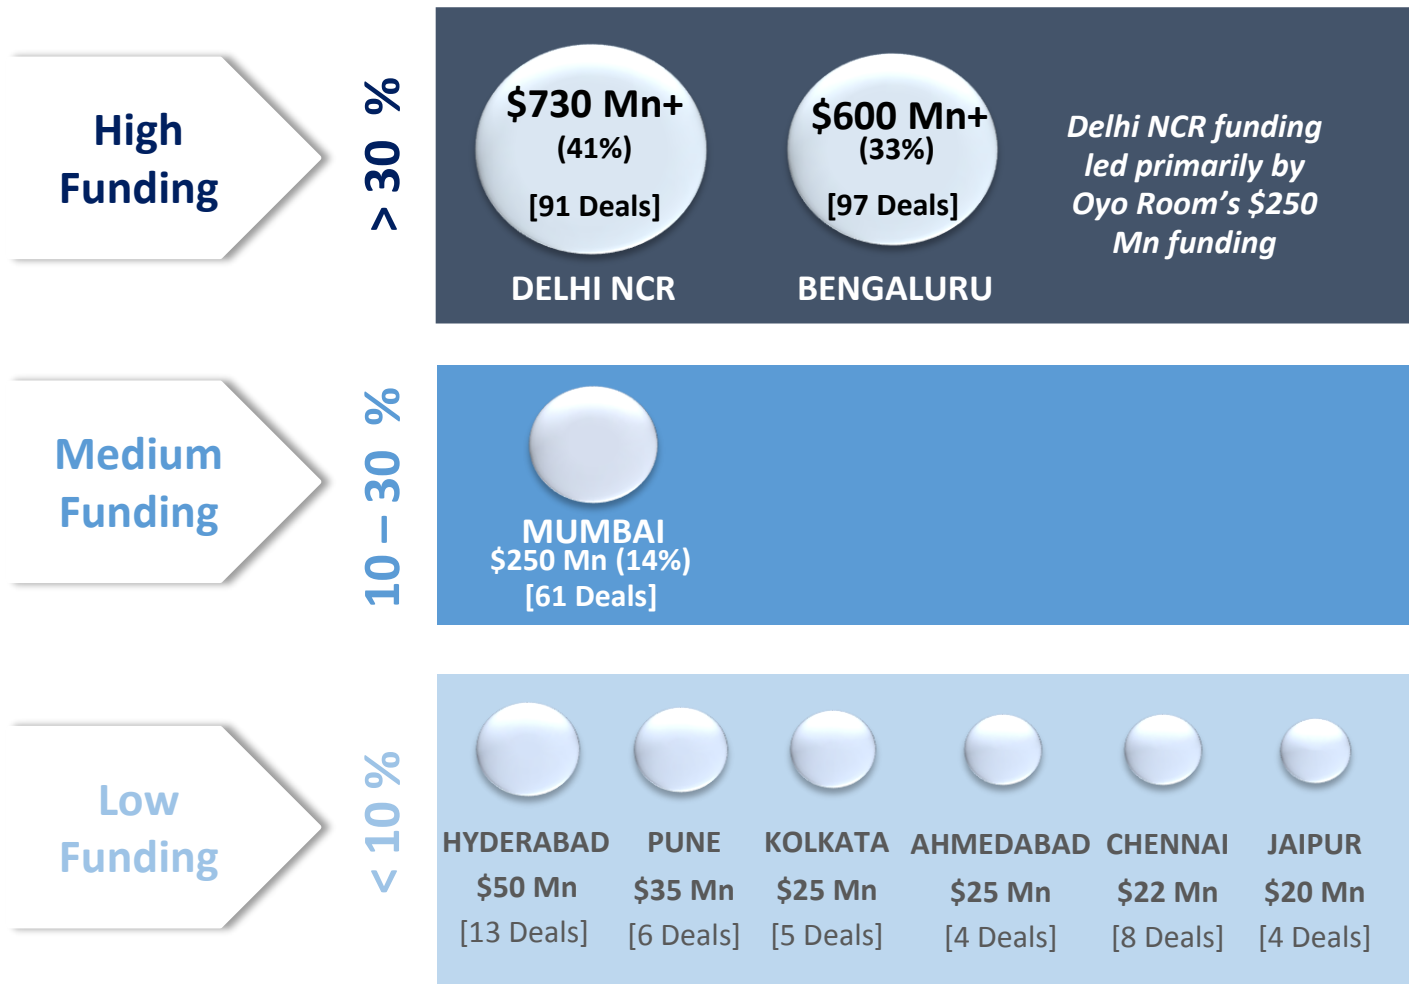 High
Funding
> 30 %
$730 Mn+
(41%)
[91 Deals]
DELHI NCR
$600 Mn+
(33%)
[97 Deals]
BENGALURU
Delhi NCR funding
led primarily by
Oyo Room’s $250
Mn funding
Medium
Funding
10 – 30 %
MUMBAI
$250 Mn (14%)
[61 Deals]
Low
Funding
< 10 %
HYDERABAD
$50 Mn
[13 Deals]
PUNE
$35 Mn
[6 Deals]
KOLKATA
$25 Mn
[5 Deals]
AHMEDABAD
$25 Mn
[4 Deals]
CHENNAI
$22 Mn
[8 Deals]
JAIPUR
$20 Mn
[4 Deals]